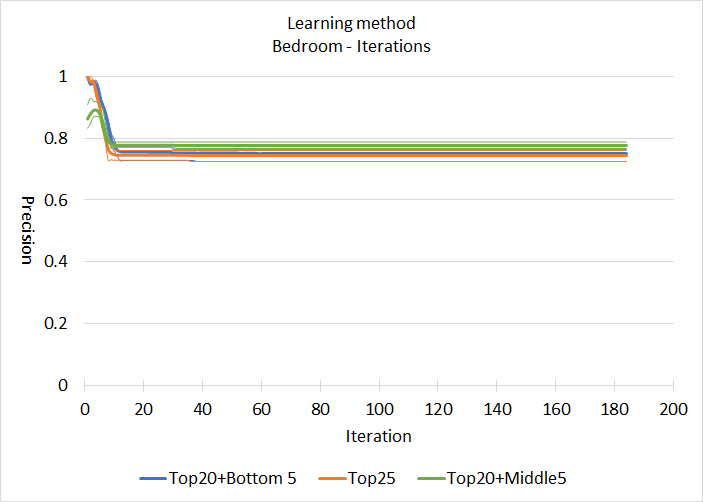 Learning method
Bedroom - Iterations
1
0.8
0.6
0.4
0.2
0
Precision
0 20 40 60 80 100 120 140 160 180 200
Iteration
Top20+Bottom 5 Top25 Top20+Middle5